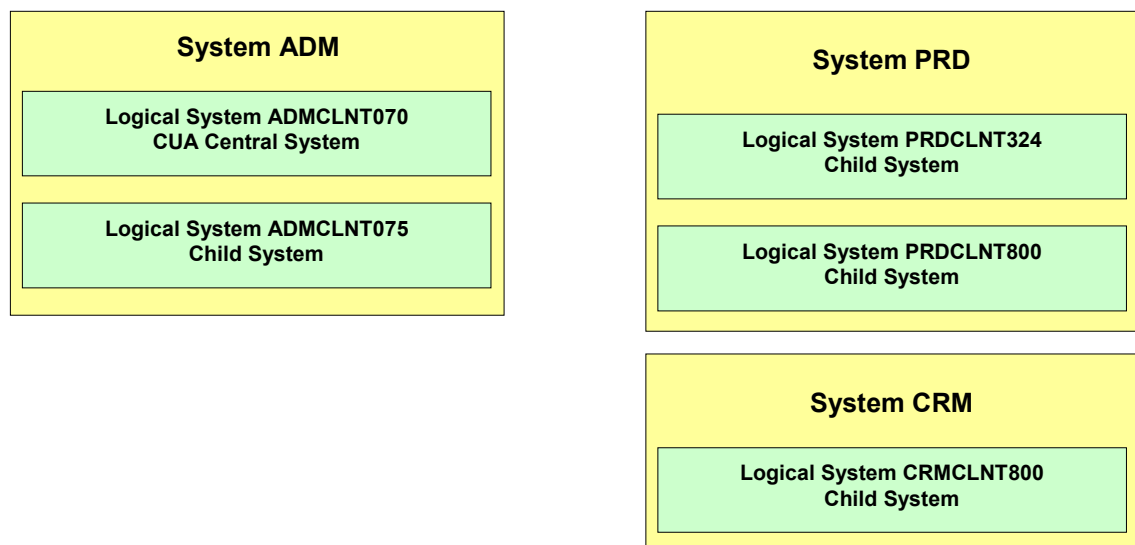 System ADM
Logical System ADMCLNT070
CUA Central System
Logical System ADMCLNT075
Child System
System PRD
Logical System PRDCLNT324
Child System
Logical System PRDCLNT800
Child System
System CRM
Logical System CRMCLNT800
Child System